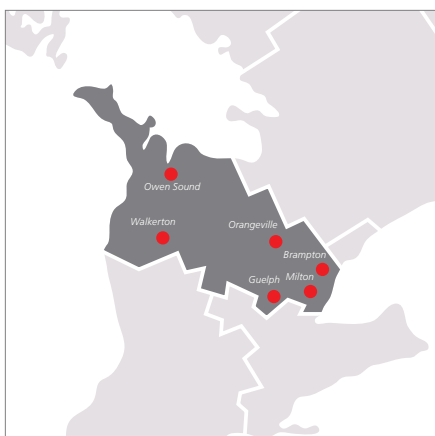 Owen Sound
Walkerton
Orangeville
Brampton
Guelph
Milton